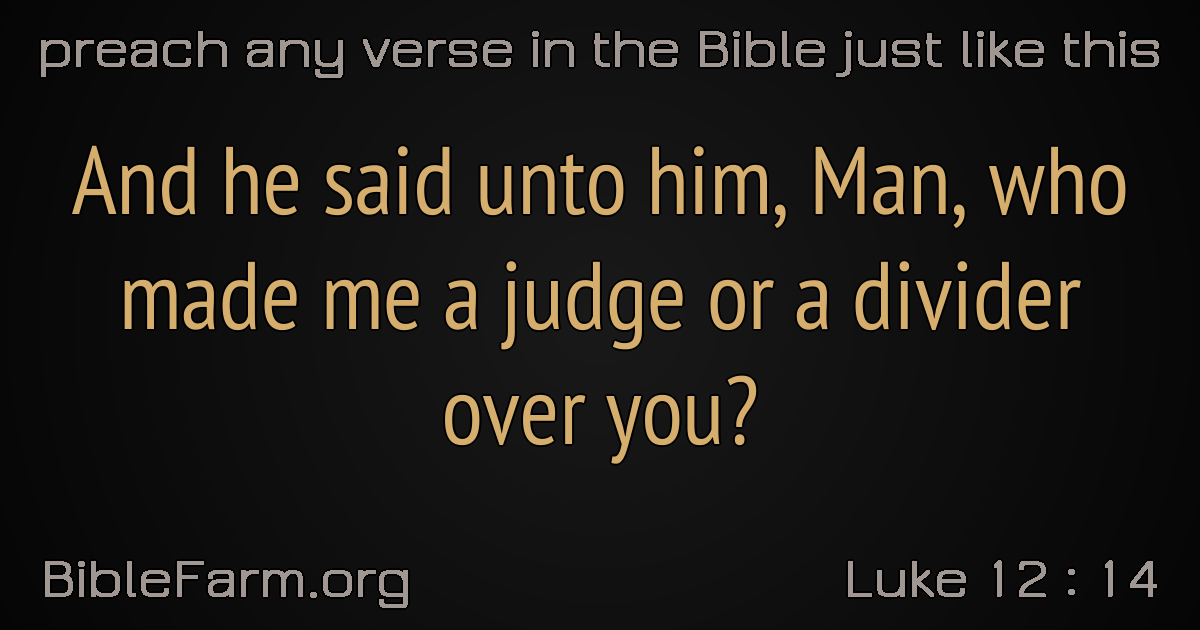 preach any verse in the Bible just like this
And he said unto him, Man, who
made me a judge or a divider
over you?
BibleFarm.org
Luke 12 : 14